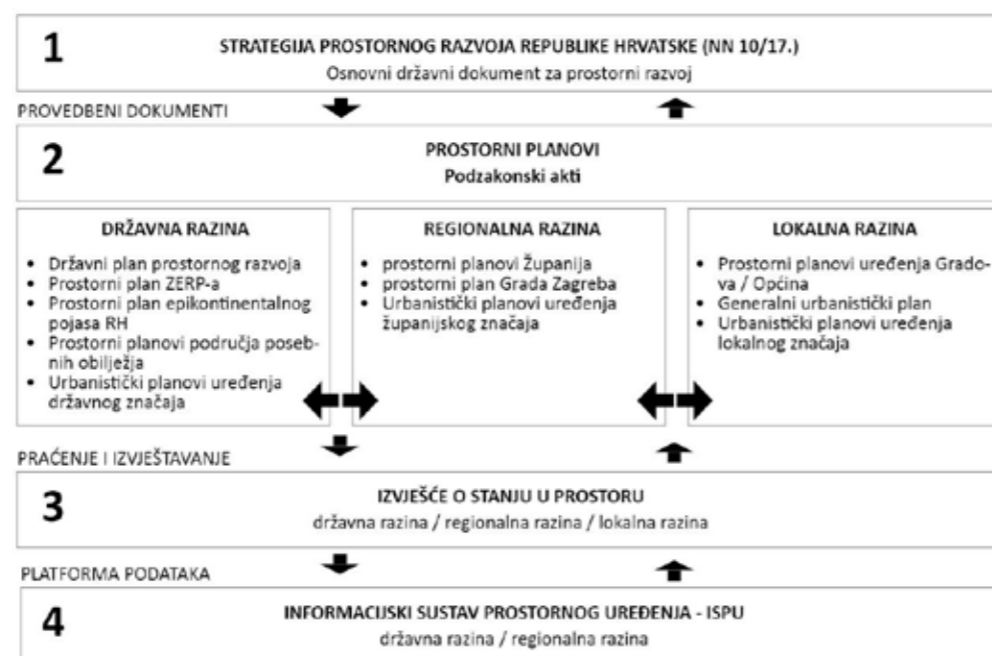 1
STRATEGIJA PROSTORNOG RAZVOJA REPUBLIKE HRVATSKE (NN 10/17.)
Osnovni državni dokument za prostorni razvoj
PROVEDBENI DOKUMENTI
2
PROSTORNI PLANOVI
Podzakonski akti
DRŽAVNA RAZINA
• Državni plan prostornog razvoja
• Prostorni plan ZERP-a
• Prostorni plan epikontinentalnog
pojasa RH
• Prostorni planovi područja poseb-
nih obilježja
• Urbanistički planovi uređenja
državnog značaja
REGIONALNA RAZINA
• prostorni planovi Županija
• prostorni plan Grada Zagreba
• Urbanistički planovi uređenja
županijskog značaja
LOKALNA RAZINA
• Prostorni planovi uređenja Grado-
va / Općina
• Generalni urbanistički plan
• Urbanistički planovi uređenja
lokalnog značaja
PRAĆENJE I IZVJEŠTAVANJE
3
IZVJEŠĆE O STANJU U PROSTORU
državna razina / regionalna razina / lokalna razina
PLATFORMA PODATAKA
4
INFORMACIJSKI SUSTAV PROSTORNOG UREĐENJA - ISPU
državna razina / regionalna razina